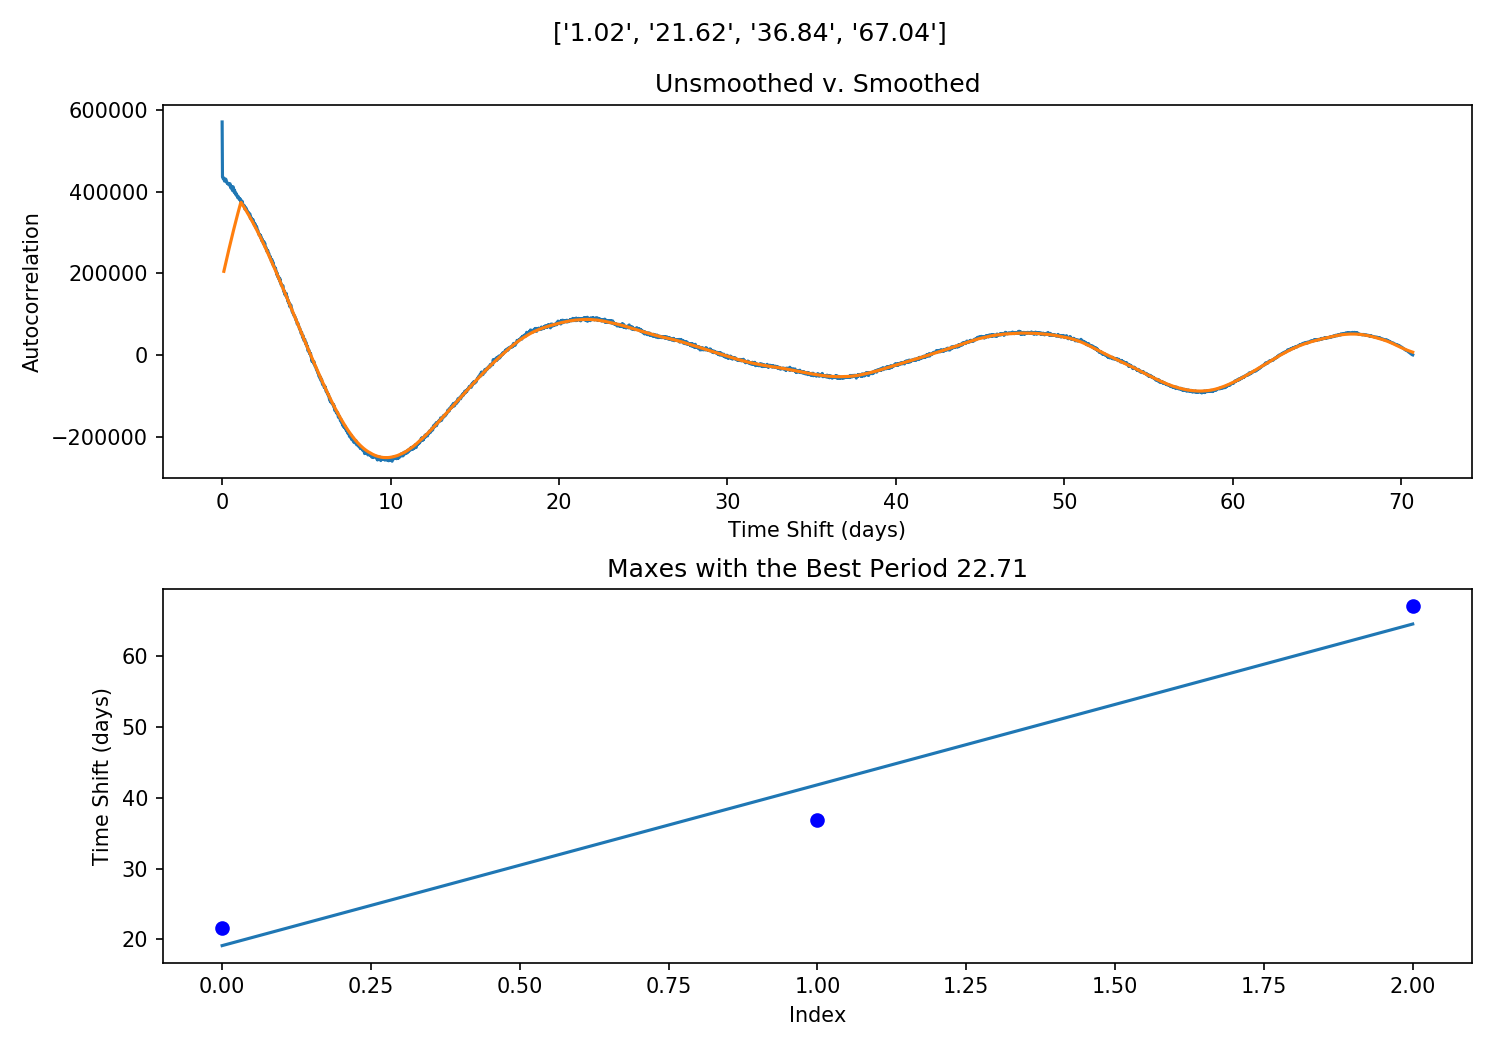 ['1.02', '21.62', '36.84', '67.04']
Unsmoothed v. Smoothed
600000
400000
200000
0
−200000
Autocorrelation
0 10 20 30 40 50 60 70
Time Shift (days)
Maxes with the Best Period 22.71
60
50
40
30
20
Time Shift (days)
0.00 0.25 0.50 0.75 1.00 1.25 1.50 1.75 2.00
Index